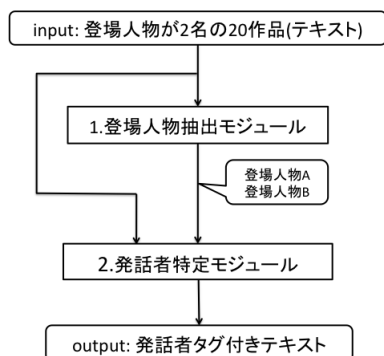 input: 登場人物が2名の20作品(テキスト)
1.登場人物抽出モジュール
登場人物A
登場人物B
2.発話者特定モジュール
output: 発話者タグ付きテキスト